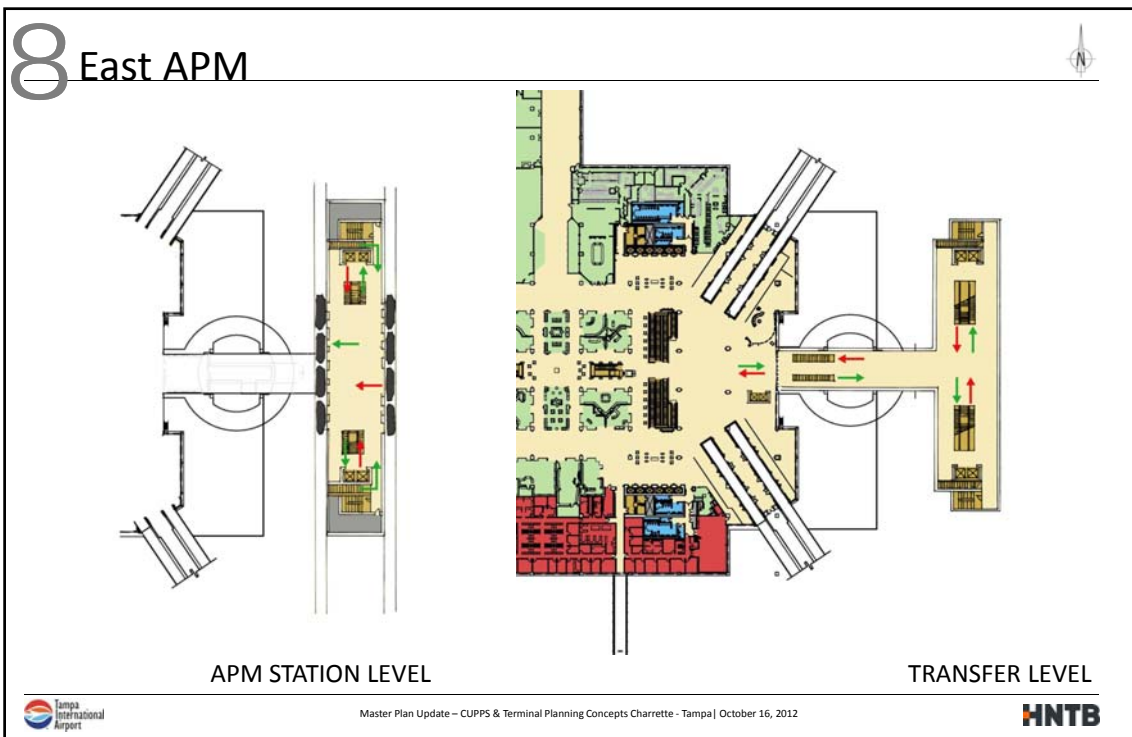 8 East APM
N
APM STATION LEVEL
TRANSFER LEVEL
Tampa
International
Airport
Master Plan Update – CUPPS & Terminal Planning Concepts Charrette - Tampa| October 16, 2012
HNTB